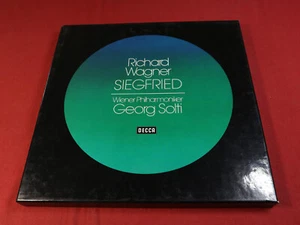 Richard
Wagner
SIEGFRIED
Wiener Philharmoniker
Georg Solti
DECCA